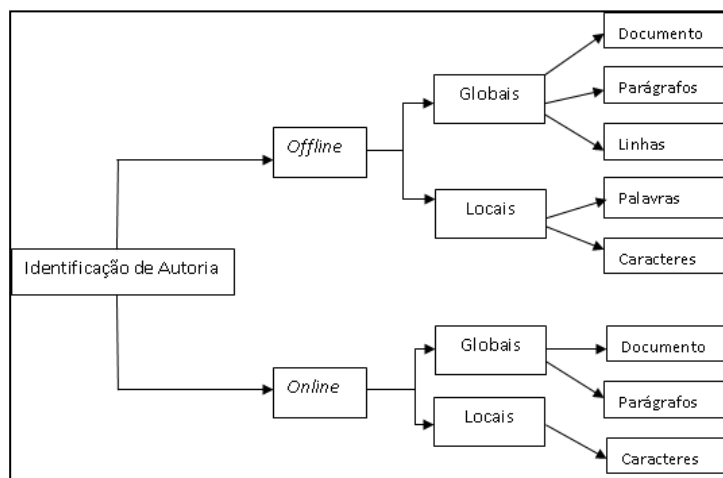 Identificação de Autoria
Offline
Globais
Documento
Parágrafos
Linhas
Locais
Palavras
Caracteres
Online
Globais
Documento
Parágrafos
Locais
Caracteres